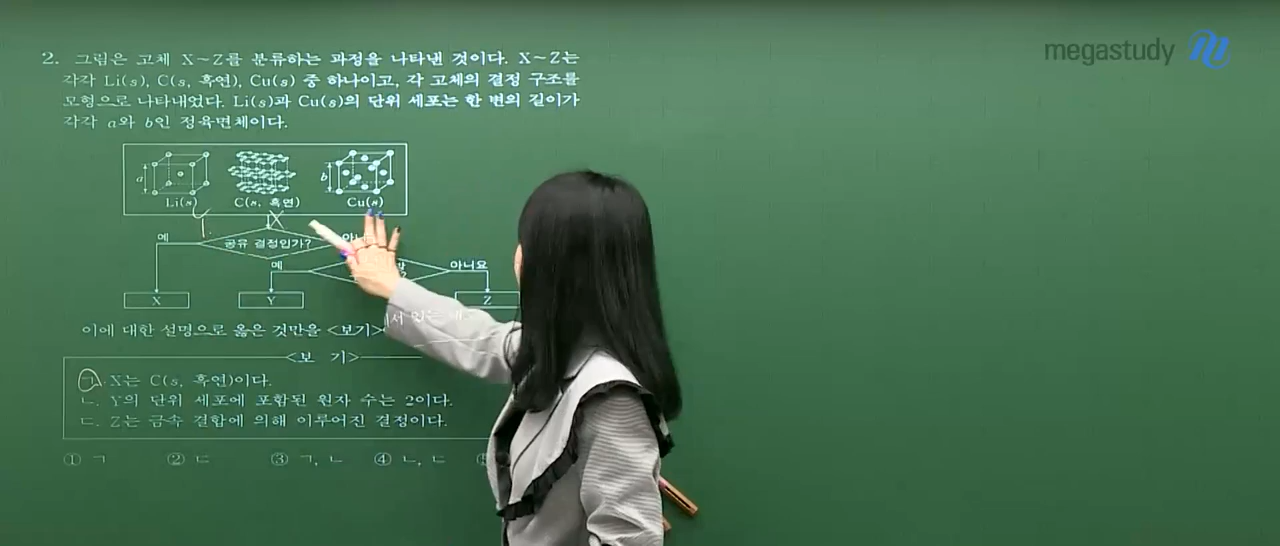 megastudy
2. 그림은 고체 X~Z를 분류하는 과정을 나타낸 것이다. X~Z는
각각 Li(s), C(s, 흑연), Cu(s) 중 하나이고, 각 고체의 결정 구조를
모형으로 나타내었다. Li(s)과 Cu(s)의 단위 세포는 한 변의 길이가
각각 a와 b인 정육면체이다.
a b
Li(s) C(s, 흑연) Cu(s)
예 공유 결정인가?
예 아니요
X Y Z
이에 대한 설명으로 옳은 것만을 <보기>
<보 기>
ㄱ. X는 C(s, 흑연)이다.
ㄴ. Y의 단위 세포에 포함된 원자 수는 2이다.
ㄷ. Z는 금속 결합에 의해 이루어진 결정이다.
① ㄱ ② ㄷ ③ ㄱ, ㄴ ④ ㄴ, ㄷ